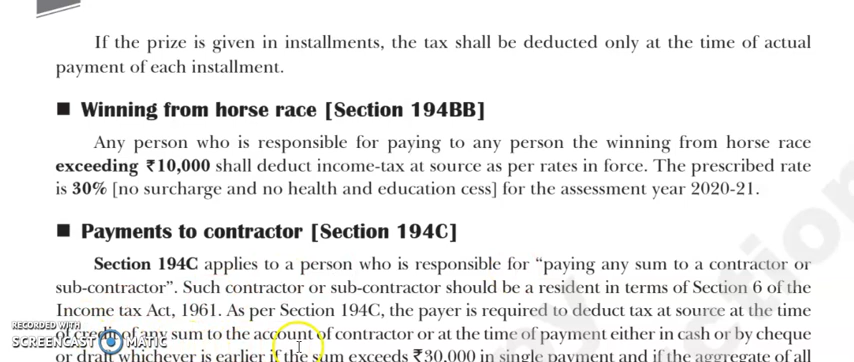 If the prize is given in installments, the tax shall be deducted only at the time of actual
payment of each installment.
■ Winning from horse race [Section 194BB]
Any person who is responsible for paying to any person the winning from horse race
exceeding ₹10,000 shall deduct income-tax at source as per rates in force. The prescribed rate
is 30% [no surcharge and no health and education cess] for the assessment year 2020-21.
■ Payments to contractor [Section 194C]
Section 194C applies to a person who is responsible for “paying any sum to a contractor or
sub-contractor”. Such contractor or sub-contractor should be a resident in terms of Section 6 of the
Income tax Act, 1961. As per Section 194C, the payer is required to deduct tax at source at the time
of credit of any sum to the account of contractor or at the time of payment either in cash or by cheque
or draft whichever is earlier if the sum exceeds ₹30,000 in single payment and if the aggregate of all
RECORDED WITH
SCREENCAST MATIC